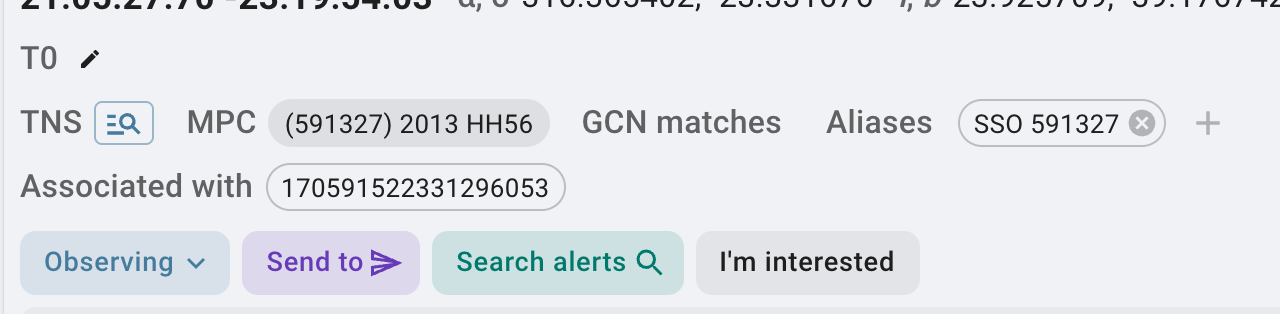 T0
TNS MPC (591327) 2013 HH56 GCN matches Aliases SSO 591327
Associated with 170591522331296053
Observing Send to Search alerts I'm interested